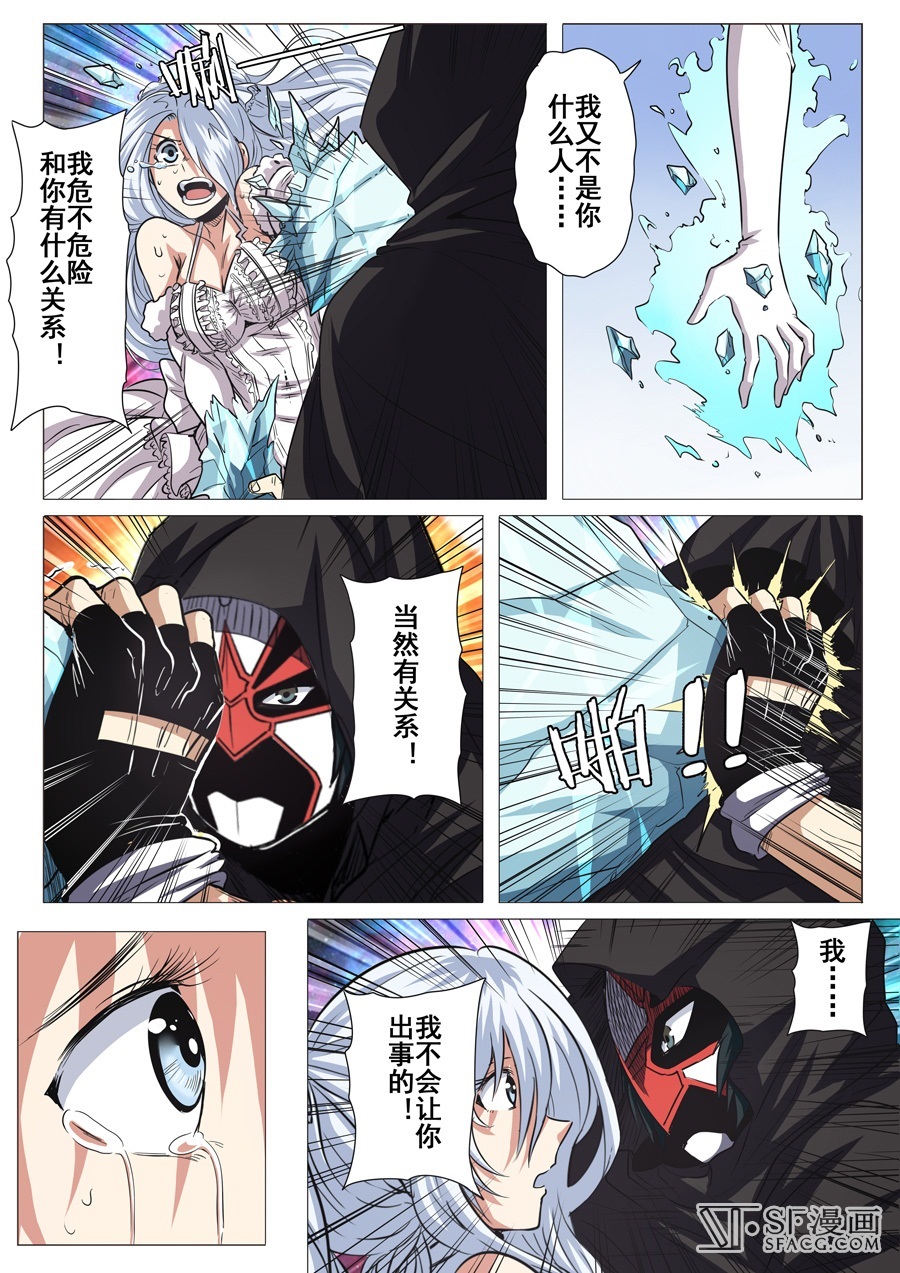 我又不是你
什么人……
咧
我危不危险
和你有什么关系！
啪！！
当然有关系！
我……
我不会让你
出事的！
SF漫画
SFACG.COM